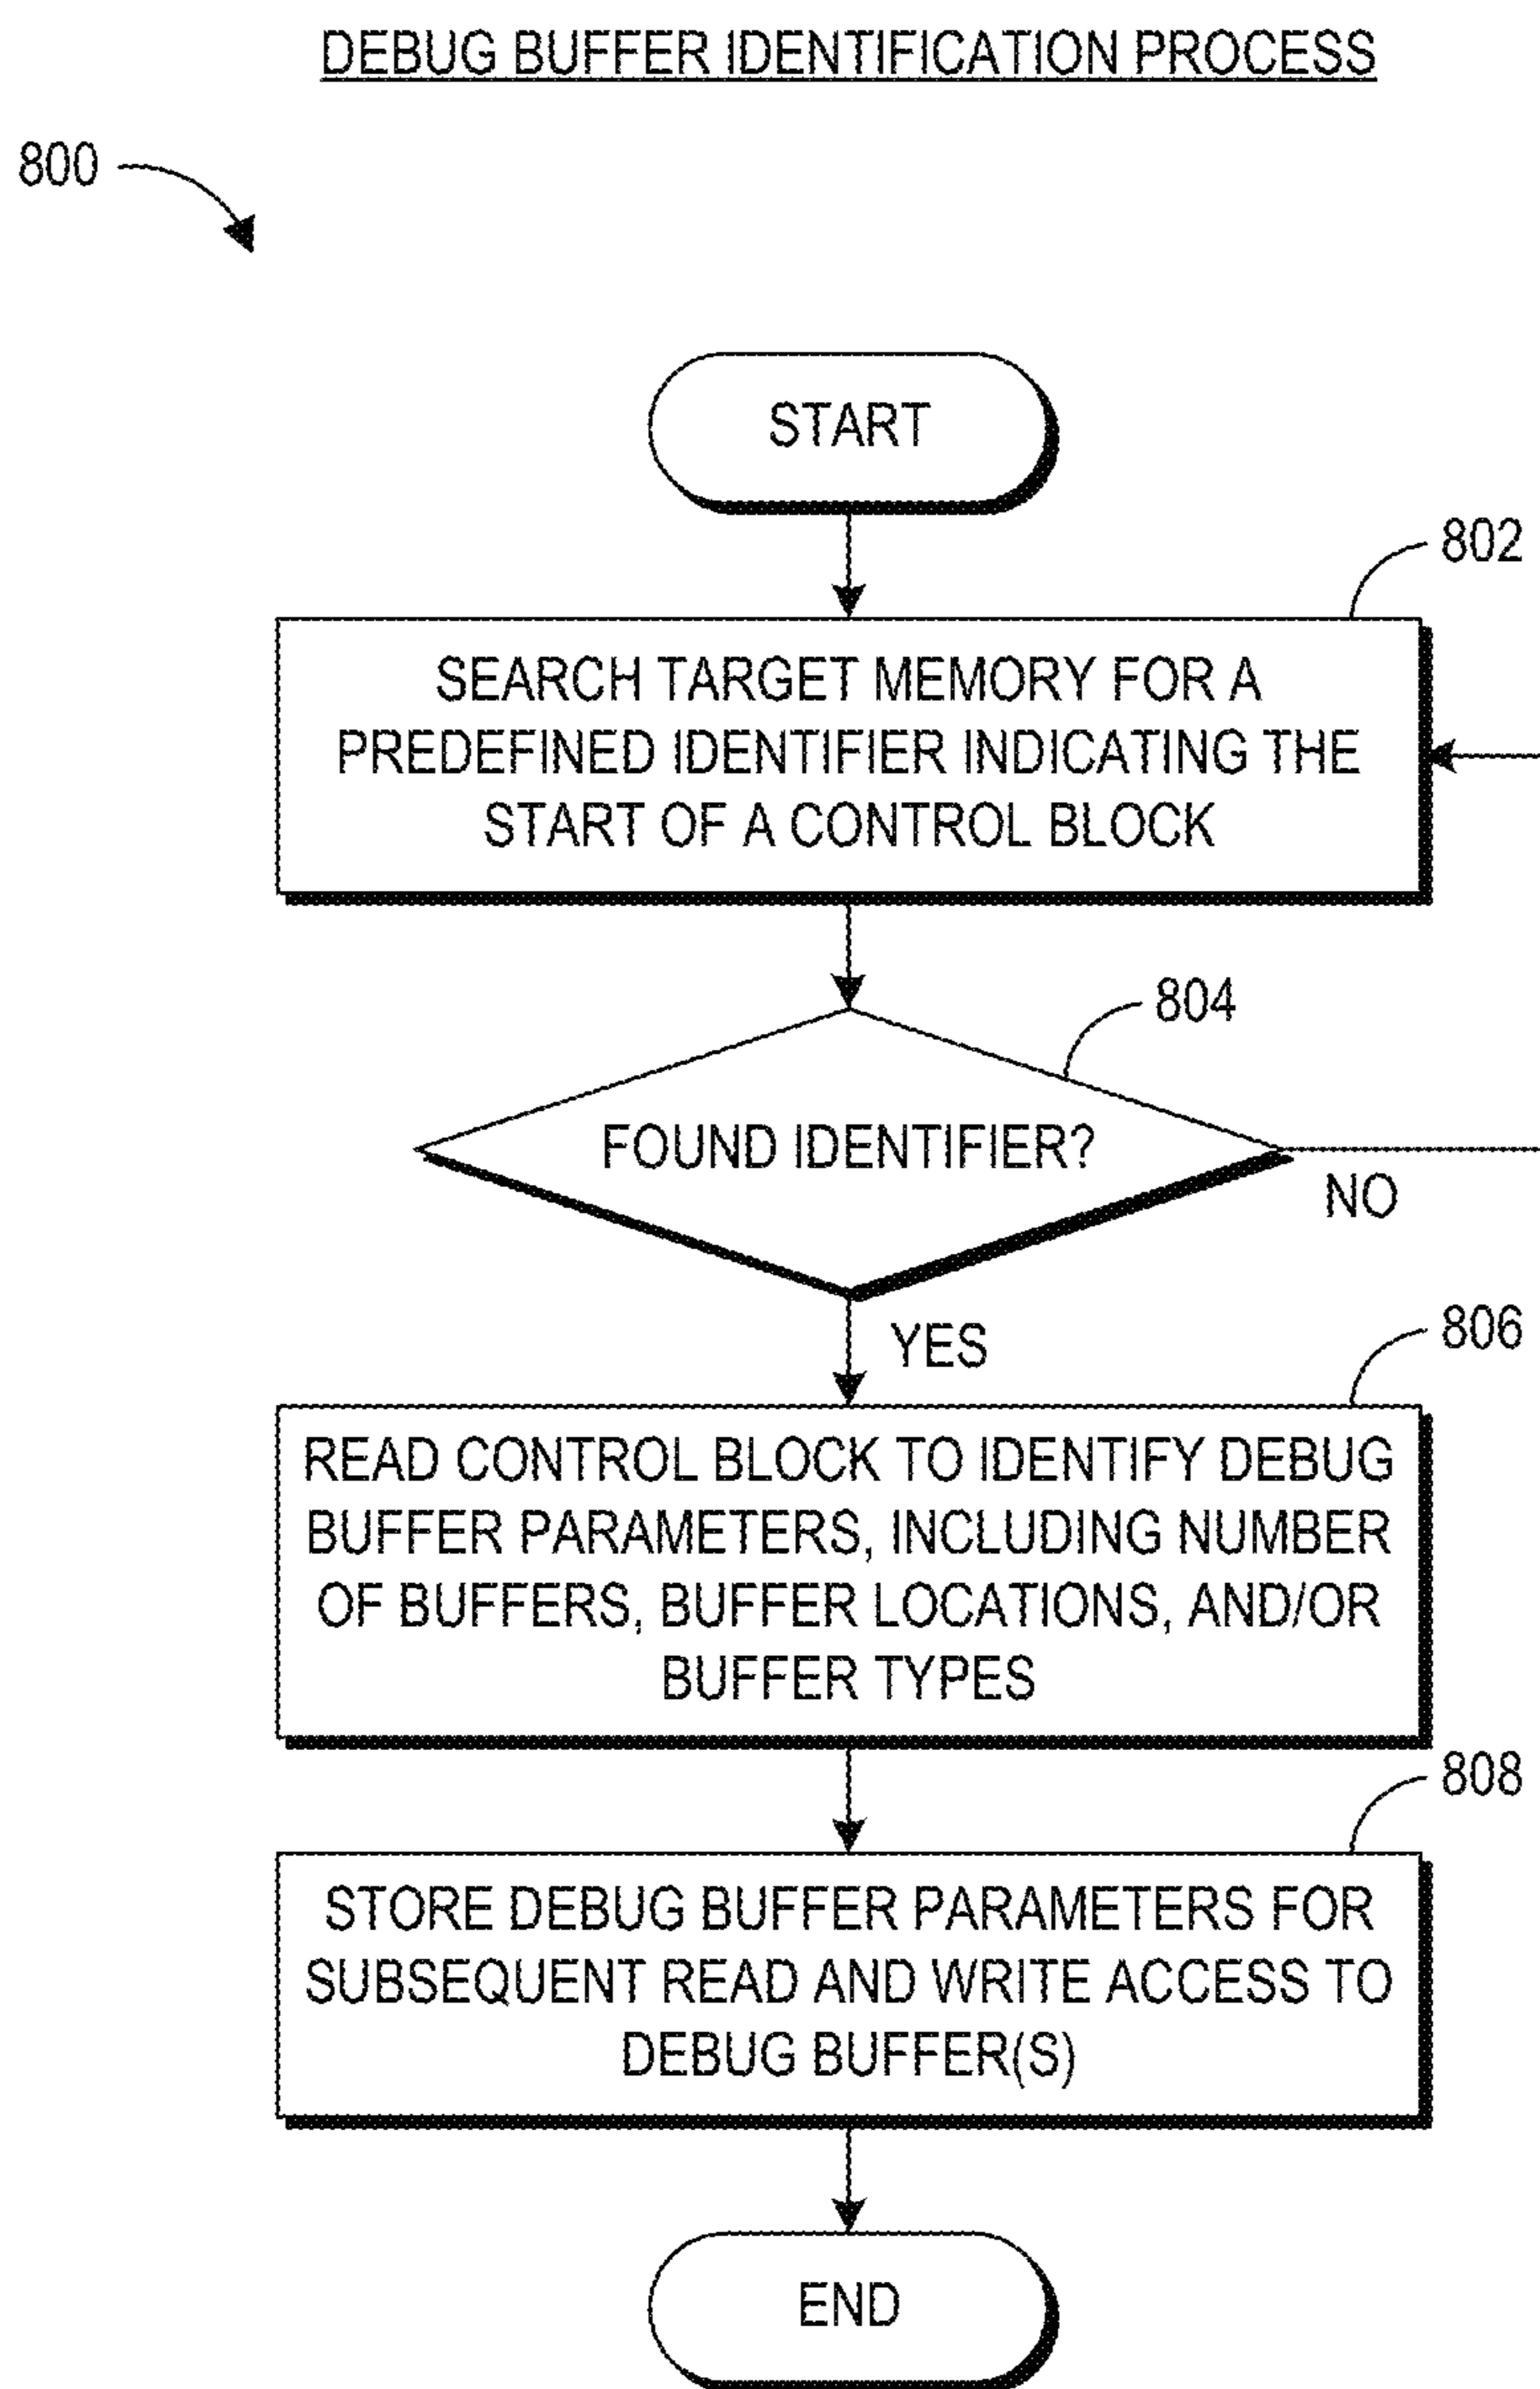 DEBUG BUFFER IDENTIFICATION PROCESS
800
START
802
SEARCH TARGET MEMORY FOR A
PREDEFINED IDENTIFIER INDICATING THE
START OF A CONTROL BLOCK
804
FOUND IDENTIFIER?
NO
YES
806
READ CONTROL BLOCK TO IDENTIFY DEBUG
BUFFER PARAMETERS, INCLUDING NUMBER
OF BUFFERS, BUFFER LOCATIONS, AND/OR
BUFFER TYPES
808
STORE DEBUG BUFFER PARAMETERS FOR
SUBSEQUENT READ AND WRITE ACCESS TO
DEBUG BUFFER(S)
END